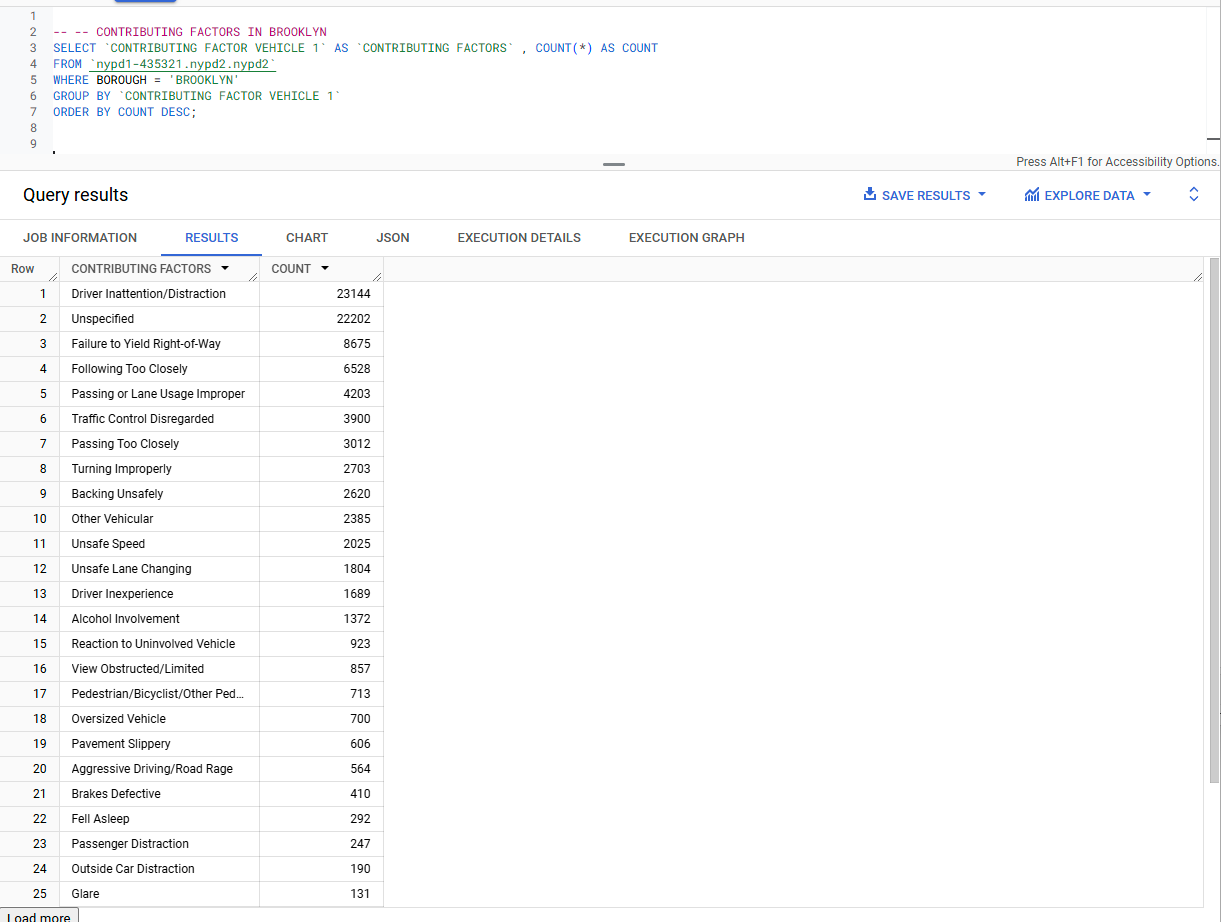 1
2 -- -- CONTRIBUTING FACTORS IN BROOKLYN
3 SELECT `CONTRIBUTING FACTOR VEHICLE 1` AS `CONTRIBUTING FACTORS` , COUNT(*) AS COUNT
4 FROM `nypd1-435321.nypd2.nypd2`
5 WHERE BOROUGH = 'BROOKLYN'
6 GROUP BY `CONTRIBUTING FACTOR VEHICLE 1`
7 ORDER BY COUNT DESC;
8
9
Press Alt+F1 for Accessibility Options.
Query results SAVE RESULTS EXPLORE DATA
JOB INFORMATION RESULTS CHART JSON EXECUTION DETAILS EXECUTION GRAPH
Row CONTRIBUTING FACTORS COUNT
1 Driver Inattention/Distraction 23144
2 Unspecified 22202
3 Failure to Yield Right-of-Way 8675
4 Following Too Closely 6528
5 Passing or Lane Usage Improper 4203
6 Traffic Control Disregarded 3900
7 Passing Too Closely 3012
8 Turning Improperly 2703
9 Backing Unsafely 2620
10 Other Vehicular 2385
11 Unsafe Speed 2025
12 Unsafe Lane Changing 1804
13 Driver Inexperience 1689
14 Alcohol Involvement 1372
15 Reaction to Uninvolved Vehicle 923
16 View Obstructed/Limited 857
17 Pedestrian/Bicyclist/Other Ped... 713
18 Oversized Vehicle 700
19 Pavement Slippery 606
20 Aggressive Driving/Road Rage 564
21 Brakes Defective 410
22 Fell Asleep 292
23 Passenger Distraction 247
24 Outside Car Distraction 190
25 Glare 131
Load more